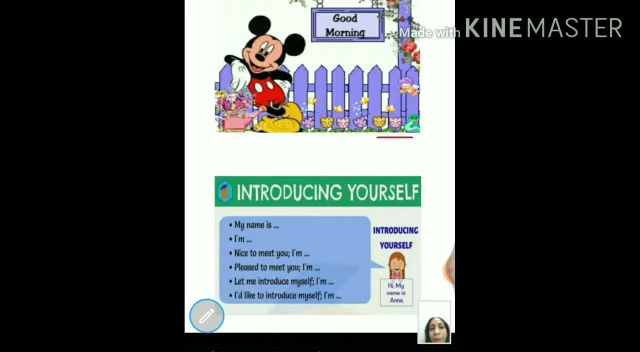 Good
Morning
Made with KINEMASTER
INTRODUCING YOURSELF
• My name is ...
• I'm ...
• Nice to meet you; I'm ...
• Pleased to meet you; I'm ...
• Let me introduce myself; I'm ...
• I'd like to introduce myself; I'm ...
INTRODUCING
YOURSELF
Hi, My
name is
Anna.